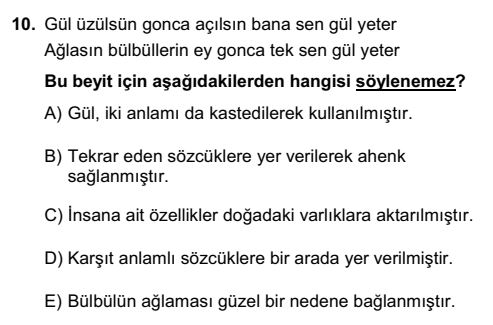 10. Gül üzülsün gonca açılsın bana sen gül yeter
Ağlasın bülbüllerin ey gonca tek sen gül yeter
Bu beyit için aşağıdakilerden hangisi söylenemez?
A) Gül, iki anlamı da kastedilerek kullanılmıştır.
B) Tekrar eden sözcüklere yer verilerek ahenk
sağlanmıştır.
C) İnsana ait özellikler doğadaki varlıklara aktarılmıştır.
D) Karşıt anlamlı sözcüklere bir arada yer verilmiştir.
E) Bülbülün ağlaması güzel bir nedene bağlanmıştır.